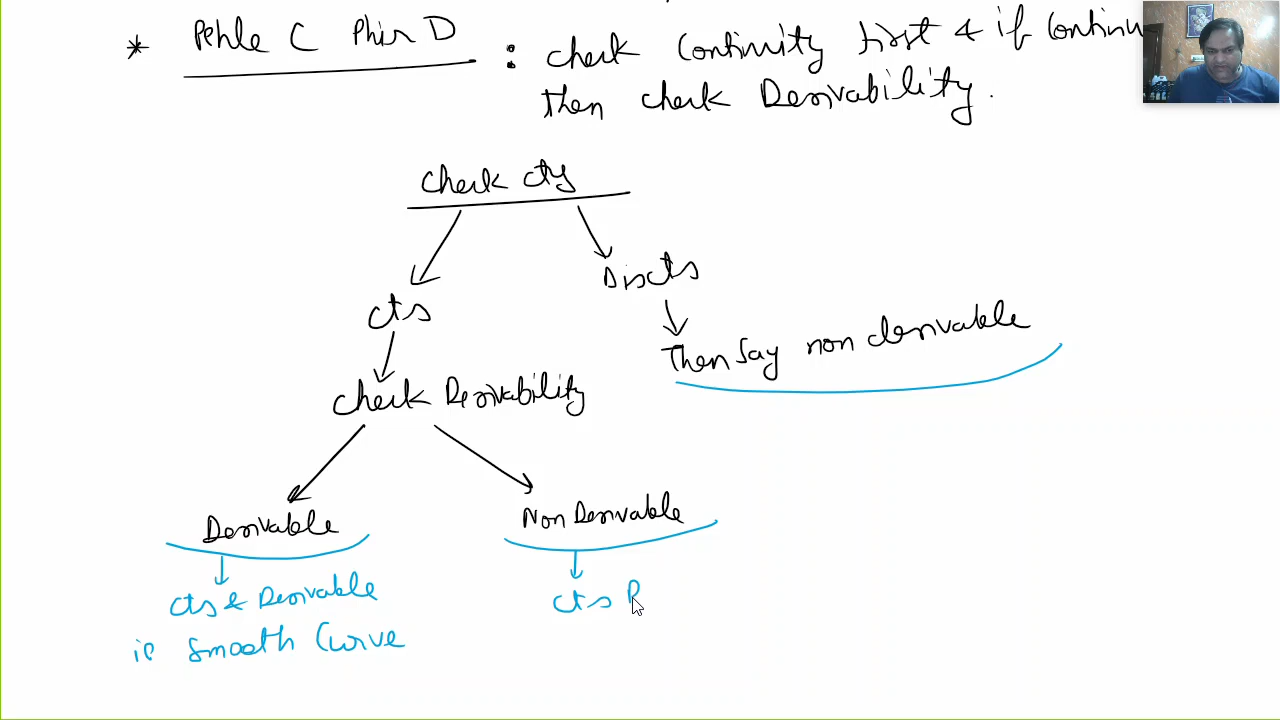 * Pehle C Phir D : check Continuity first & if Continu
then check Derivability.
check cty
cts
Discts
Then Say non derivable
check Derivability
Derivable
Non Derivable
cts & Derivable
cts B
ie Smooth Curve